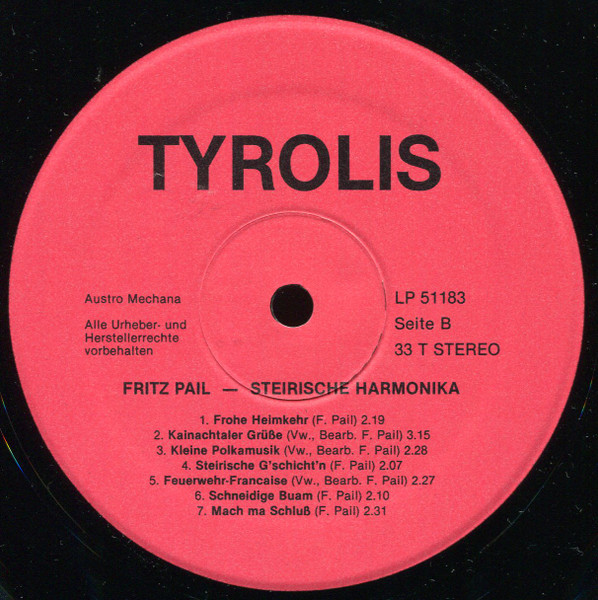 TYROLIS
Austro Mechana
Alle Urheber- und
Herstellerrechte
vorbehalten
LP 51183
Seite B
33 T STEREO
FRITZ PAIL — STEIRISCHE HARMONIKA
1. Frohe Heimkehr (F. Pail) 2.19
2. Kainachtaler Grüße (Vw., Bearb. F. Pail) 3.15
3. Kleine Polkamusik (Vw., Bearb. F. Pail) 2.28
4. Steirische G'schicht'n (F. Pail) 2.07
5. Feuerwehr-Francaise (Vw., Bearb. F. Pail) 2.27
6. Schneidige Buam (F. Pail) 2.10
7. Mach ma Schluß (F. Pail) 2.31